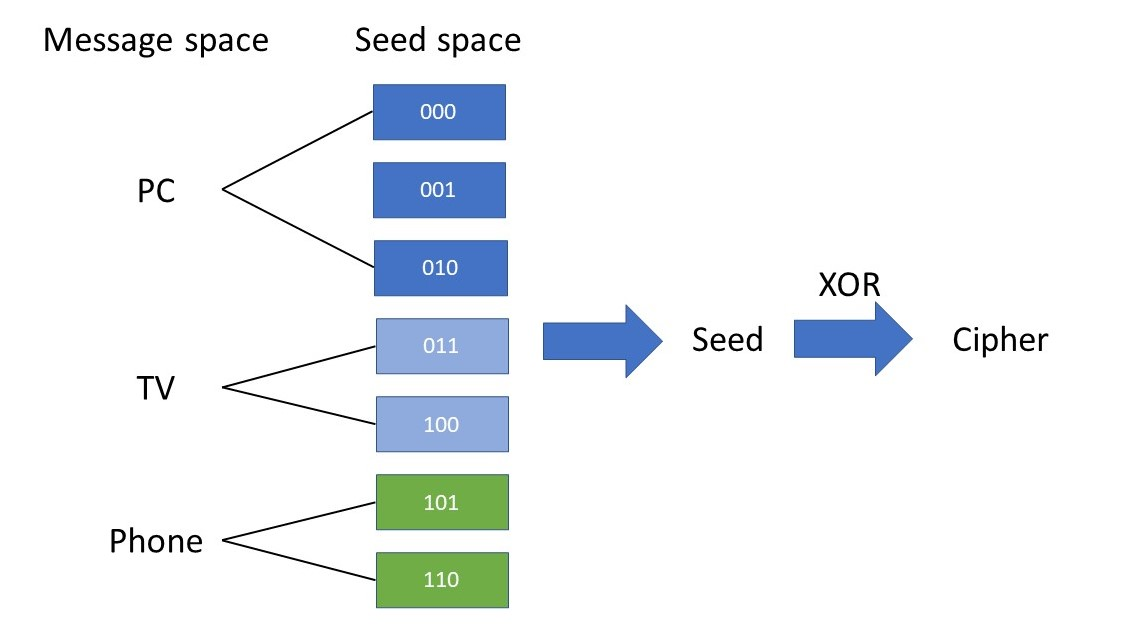 Message space
Seed space
000
PC
001
010
XOR
011
Seed
Cipher
TV
100
101
Phone
110